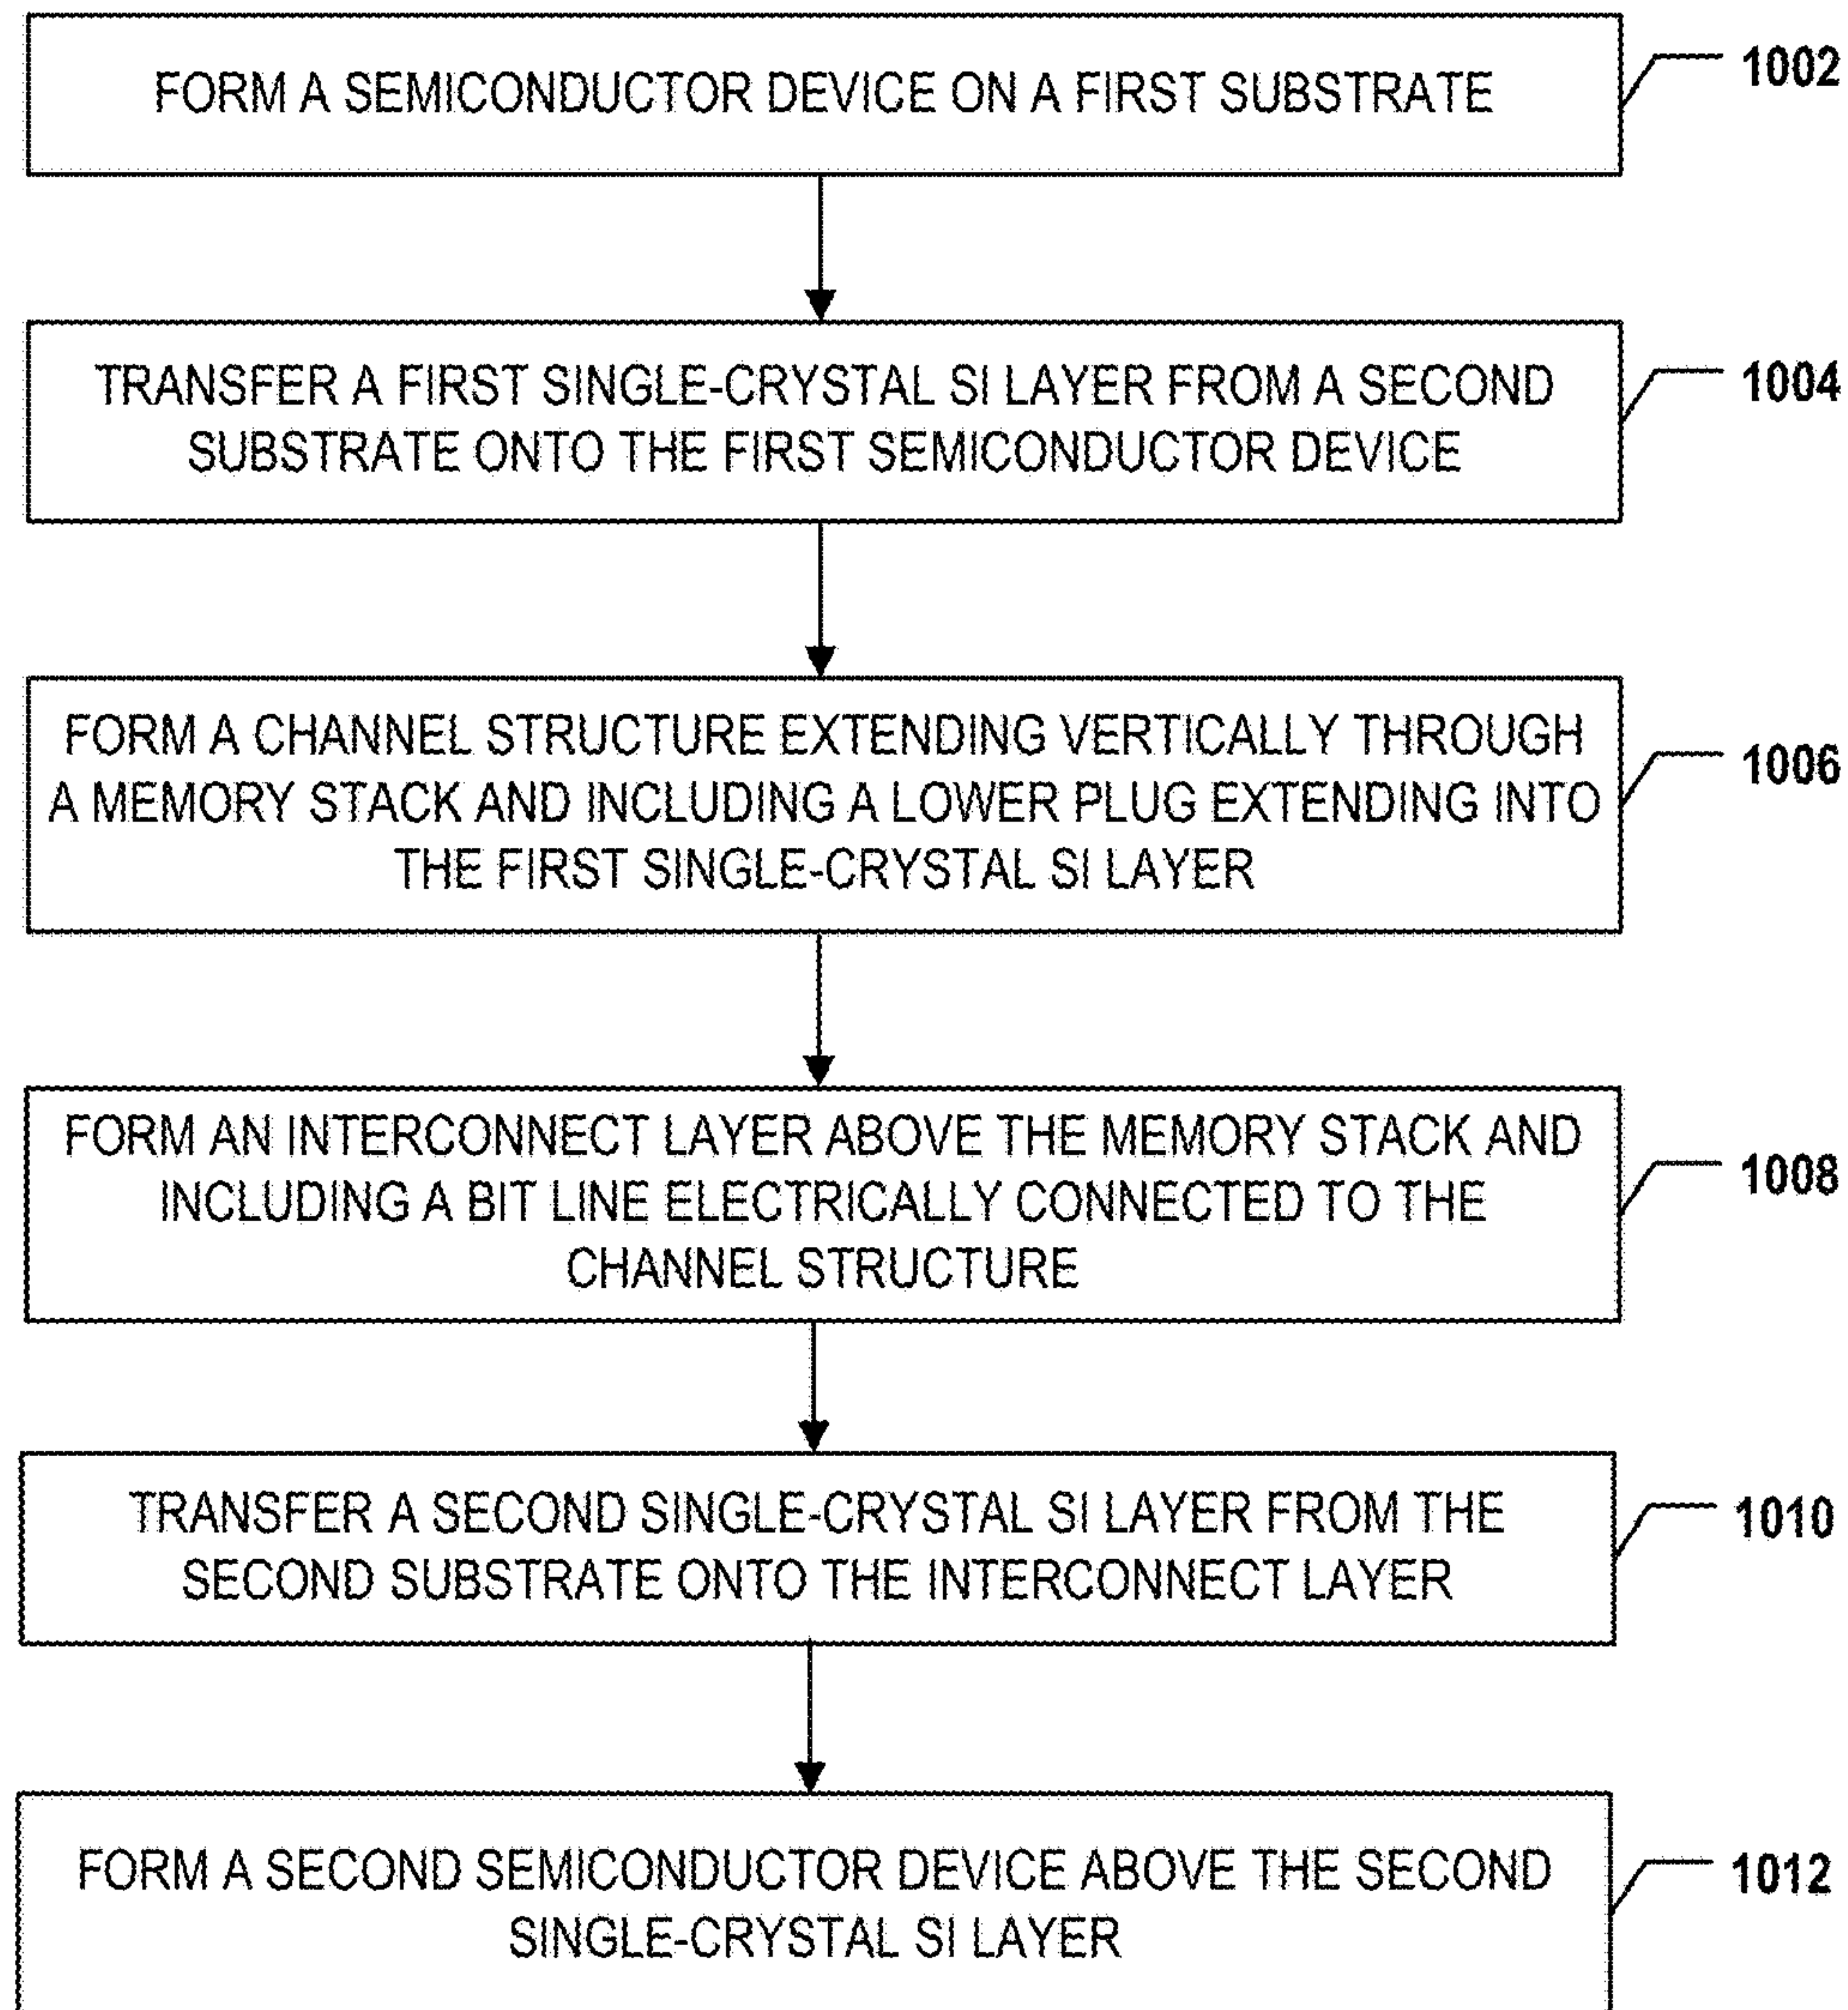 FORM A SEMICONDUCTOR DEVICE ON A FIRST SUBSTRATE
1002
TRANSFER A FIRST SINGLE-CRYSTAL SI LAYER FROM A SECOND
SUBSTRATE ONTO THE FIRST SEMICONDUCTOR DEVICE
1004
FORM A CHANNEL STRUCTURE EXTENDING VERTICALLY THROUGH
A MEMORY STACK AND INCLUDING A LOWER PLUG EXTENDING INTO
THE FIRST SINGLE-CRYSTAL SI LAYER
1006
FORM AN INTERCONNECT LAYER ABOVE THE MEMORY STACK AND
INCLUDING A BIT LINE ELECTRICALLY CONNECTED TO THE
CHANNEL STRUCTURE
1008
TRANSFER A SECOND SINGLE-CRYSTAL SI LAYER FROM THE
SECOND SUBSTRATE ONTO THE INTERCONNECT LAYER
1010
FORM A SECOND SEMICONDUCTOR DEVICE ABOVE THE SECOND
SINGLE-CRYSTAL SI LAYER
1012